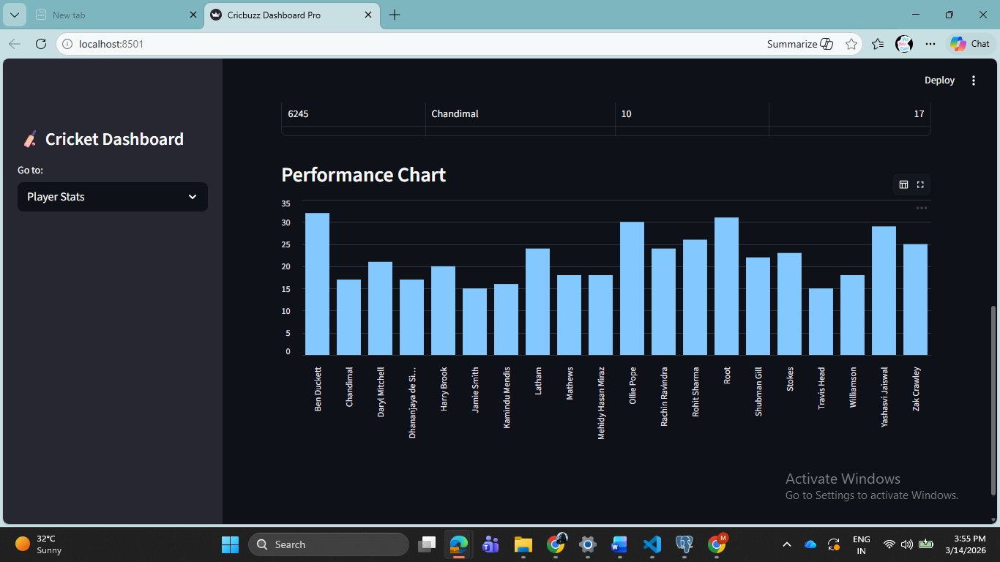 New tab
Cricbuzz Dashboard Pro
localhost:8501
Summarize
Chat
Deploy
Cricket Dashboard
Go to:
Player Stats
6245 Chandimal 10 17
Performance Chart
35
30
25
20
15
10
5
0
Ben Duckett
Chandimal
Daryl Mitchell
Dhananjaya de Si…
Harry Brook
Jamie Smith
Kamindu Mendis
Latham
Mathews
Mehidy Hasan Miraz
Ollie Pope
Rachin Ravindra
Rohit Sharma
Root
Shubman Gill
Stokes
Travis Head
Williamson
Yashasvi Jaiswal
Zak Crawley
Activate Windows
Go to Settings to activate Windows.
32°C
Sunny
Search
M
ENG
IN
3:55 PM
3/14/2026